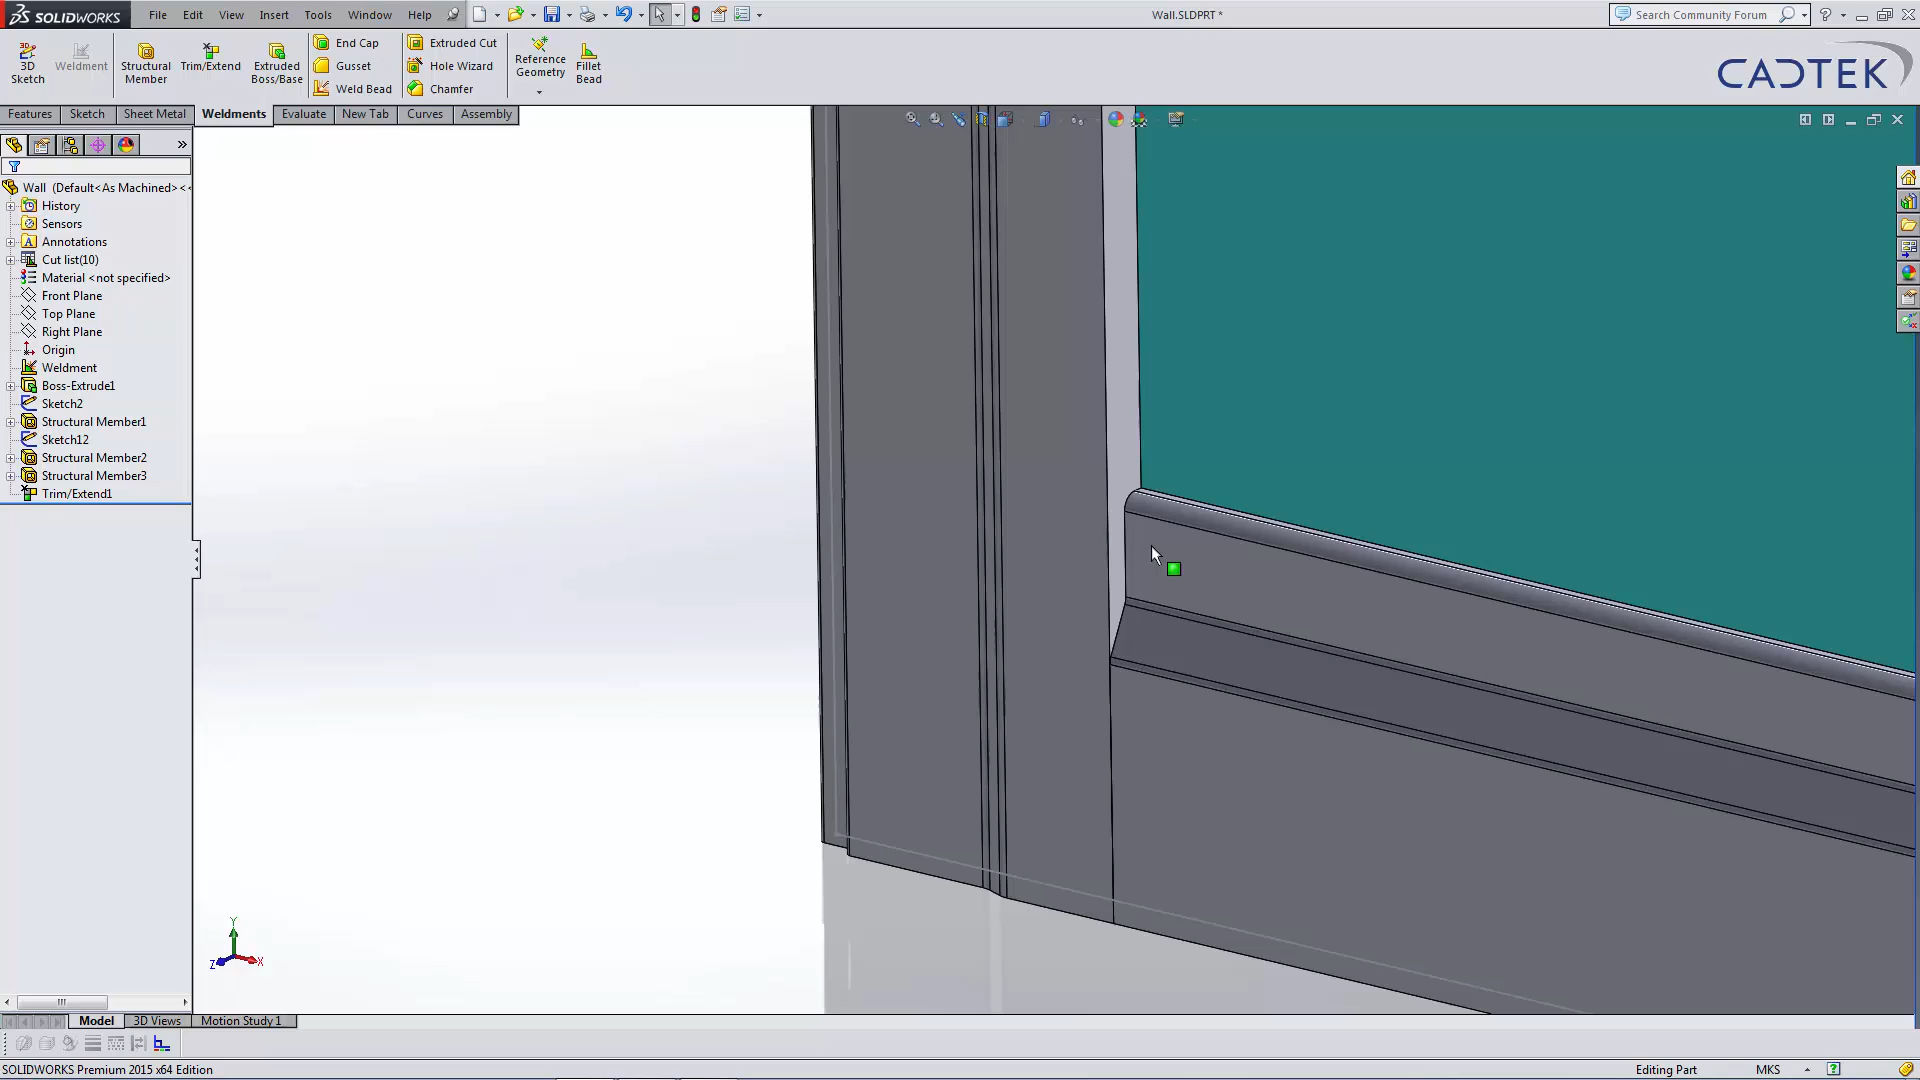 SOLIDWORKS File Edit View Insert Tools Window Help Wall.SLDPRT * Search Community Forum
3D Sketch Weldment Structural Member Trim/Extend Extruded Boss/Base End Cap Gusset Weld Bead Extruded Cut Hole Wizard Chamfer Reference Geometry Fillet Bead CADTEK
Features Sketch Sheet Metal Weldments Evaluate New Tab Curves Assembly
Wall (Default<As Machined><
History
Sensors
Annotations
Cut list(10)
Material <not specified>
Front Plane
Top Plane
Right Plane
Origin
Weldment
Boss-Extrude1
Sketch2
Structural Member1
Sketch12
Structural Member2
Structural Member3
Trim/Extend1
Y
Z X
Model 3D Views Motion Study 1
SOLIDWORKS Premium 2015 x64 Edition Editing Part MKS